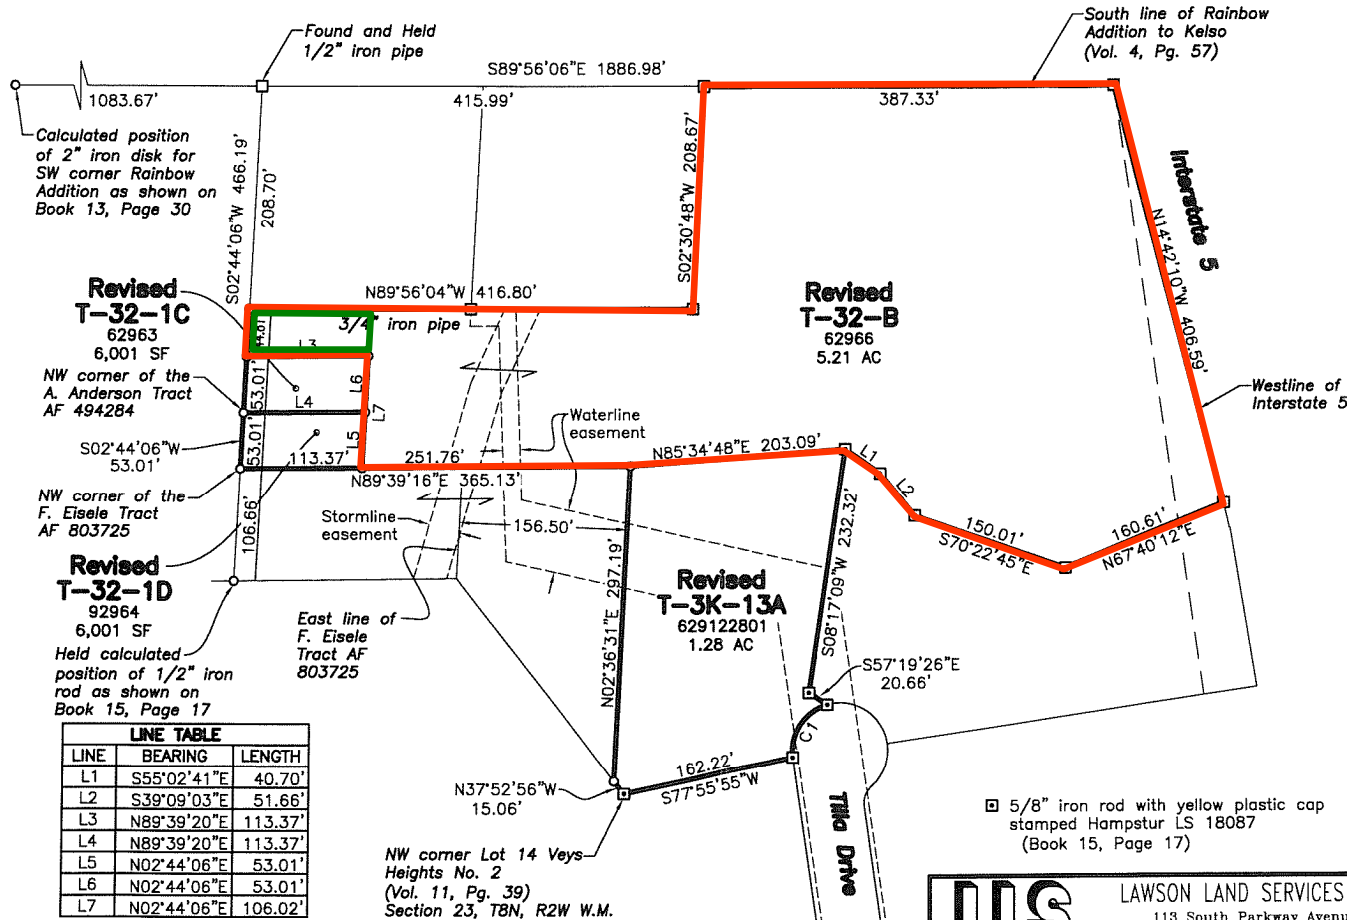 Found and Held
1/2" iron pipe
South line of Rainbow
Addition to Kelso
(Vol. 4, Pg. 57)
S89°56'06"E 1886.98'
1083.67'
415.99'
387.33'
Calculated position
of 2" iron disk for
SW corner Rainbow
Addition as shown on
Book 13, Page 30
S02°44'06"W 466.19'
208.70'
S02°30'48"W 208.67'
Interstate 5
N14°42'10"W 406.59'
Revised
T-32-1C
62963
6,001 SF
N89°56'04"W 416.80'
3/4" iron pipe
44.81'
L3
Revised
T-32-B
62966
5.21 AC
NW corner of the
A. Anderson Tract
AF 494284
53.01'
L4
L6
L7
Westline of
Interstate 5
Waterline
easement
S02°44'06"W
53.01'
53.01'
113.37'
L5
251.76'
N89°39'16"E 365.13'
N85°34'48"E 203.09'
L1
L2
NW corner of the
F. Eisele Tract
AF 803725
106.66'
Stormline
easement
156.50'
232.32'
S08°17'09"W
150.01'
S70°22'45"E
160.61'
N67°40'12"E
Revised
T-32-1D
92964
6,001 SF
N02°36'31"E 297.19'
Revised
T-3K-13A
629122801
1.28 AC
East line of
F. Eisele
Tract AF
803725
Held calculated
position of 1/2" iron
rod as shown on
Book 15, Page 17
S57°19'26"E
20.66'
C1
162.22'
S77°55'55"W
N37°52'56"W
15.06'
Tilla Drive
LINE TABLE
LINE BEARING LENGTH
L1 S55°02'41"E 40.70'
L2 S39°09'03"E 51.66'
L3 N89°39'20"E 113.37'
L4 N89°39'20"E 113.37'
L5 N02°44'06"E 53.01'
L6 N02°44'06"E 53.01'
L7 N02°44'06"E 106.02'
NW corner Lot 14 Veys
Heights No. 2
(Vol. 11, Pg. 39)
Section 23, T8N, R2W W.M.
5/8" iron rod with yellow plastic cap
stamped Hampstur LS 18087
(Book 15, Page 17)
LAWSON LAND SERVICES
113 South Parkway Avenu